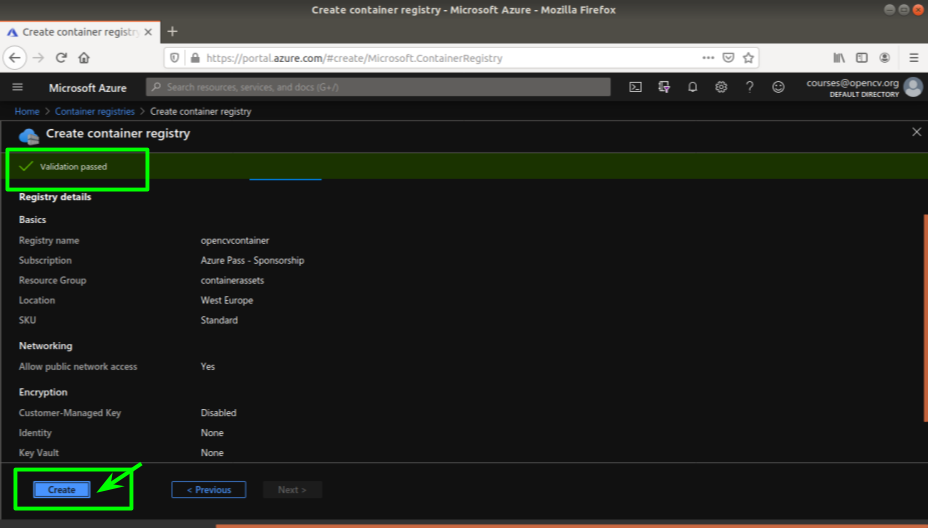 Create container registry - Microsoft Azure - Mozilla Firefox
Create container registr
https://portal.azure.com/#create/Microsoft.ContainerRegistry
Microsoft Azure
Search resources, services, and docs (G+/)
courses@opencv.org
DEFAULT DIRECTORY
Home > Container registries > Create container registry
Create container registry
Validation passed
Registry details
Basics
Registry name opencvcontainer
Subscription Azure Pass - Sponsorship
Resource Group containerassets
Location West Europe
SKU Standard
Networking
Allow public network access Yes
Encryption
Customer-Managed Key Disabled
Identity None
Key Vault None
Create < Previous Next >